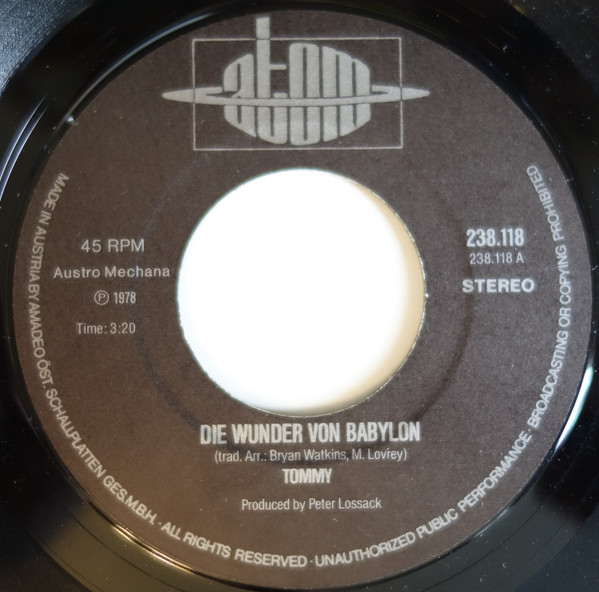 atom
45 RPM
Austro Mechana
Ⓟ 1978
Time: 3:20
238.118
238.118 A
STEREO
DIE WUNDER VON BABYLON
(trad. Arr.: Bryan Watkins, M. Lovrey)
TOMMY
Produced by Peter Lossack
MADE IN AUSTRIA BY AMADEO ÖST. SCHALLPLATTEN GES.M.B.H. · ALL RIGHTS RESERVED · UNAUTHORIZED PUBLIC PERFORMANCE · BROADCASTING OR COPYING PROHIBITED